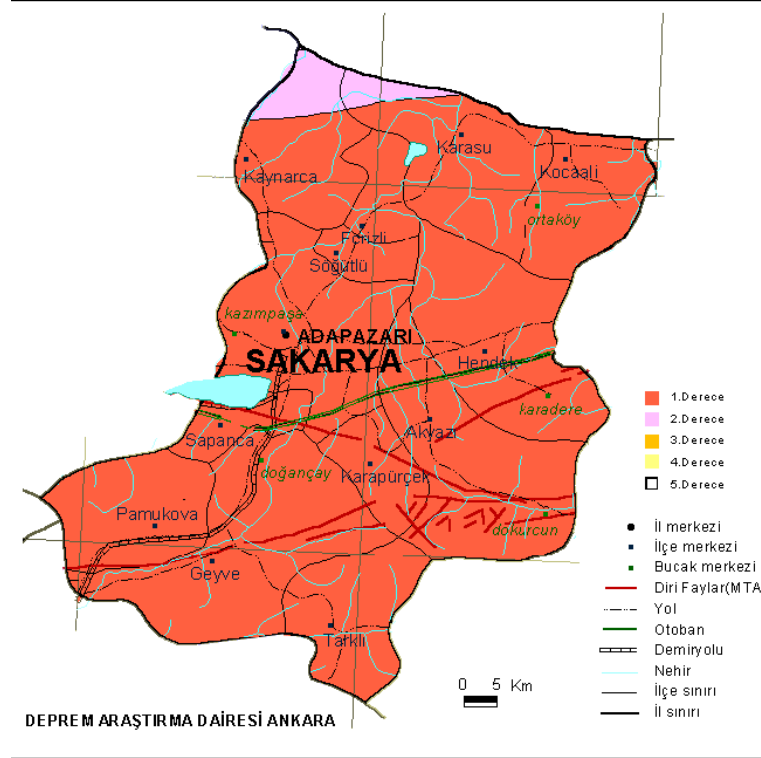 Karasu
Kaynarca
Kocaali
ortaköy
Ferizli
Söğütlü
kazımpaşa
ADAPAZARI
SAKARYA
Hendek
karadere
Sapanca
Akyazı
doğançay
Karapürçek
Pamukova
dokurcun
Geyve
Taraklı
1.Derece
2.Derece
3.Derece
4.Derece
5.Derece
İl merkezi
İlçe merkezi
Bucak merkezi
Diri Faylar(MTA
Yol
Otoban
Demiryolu
Nehir
İlçe sınırı
İl sınırı
0 5 Km
DEPREM ARAŞTIRMA DAİRESİ ANKARA